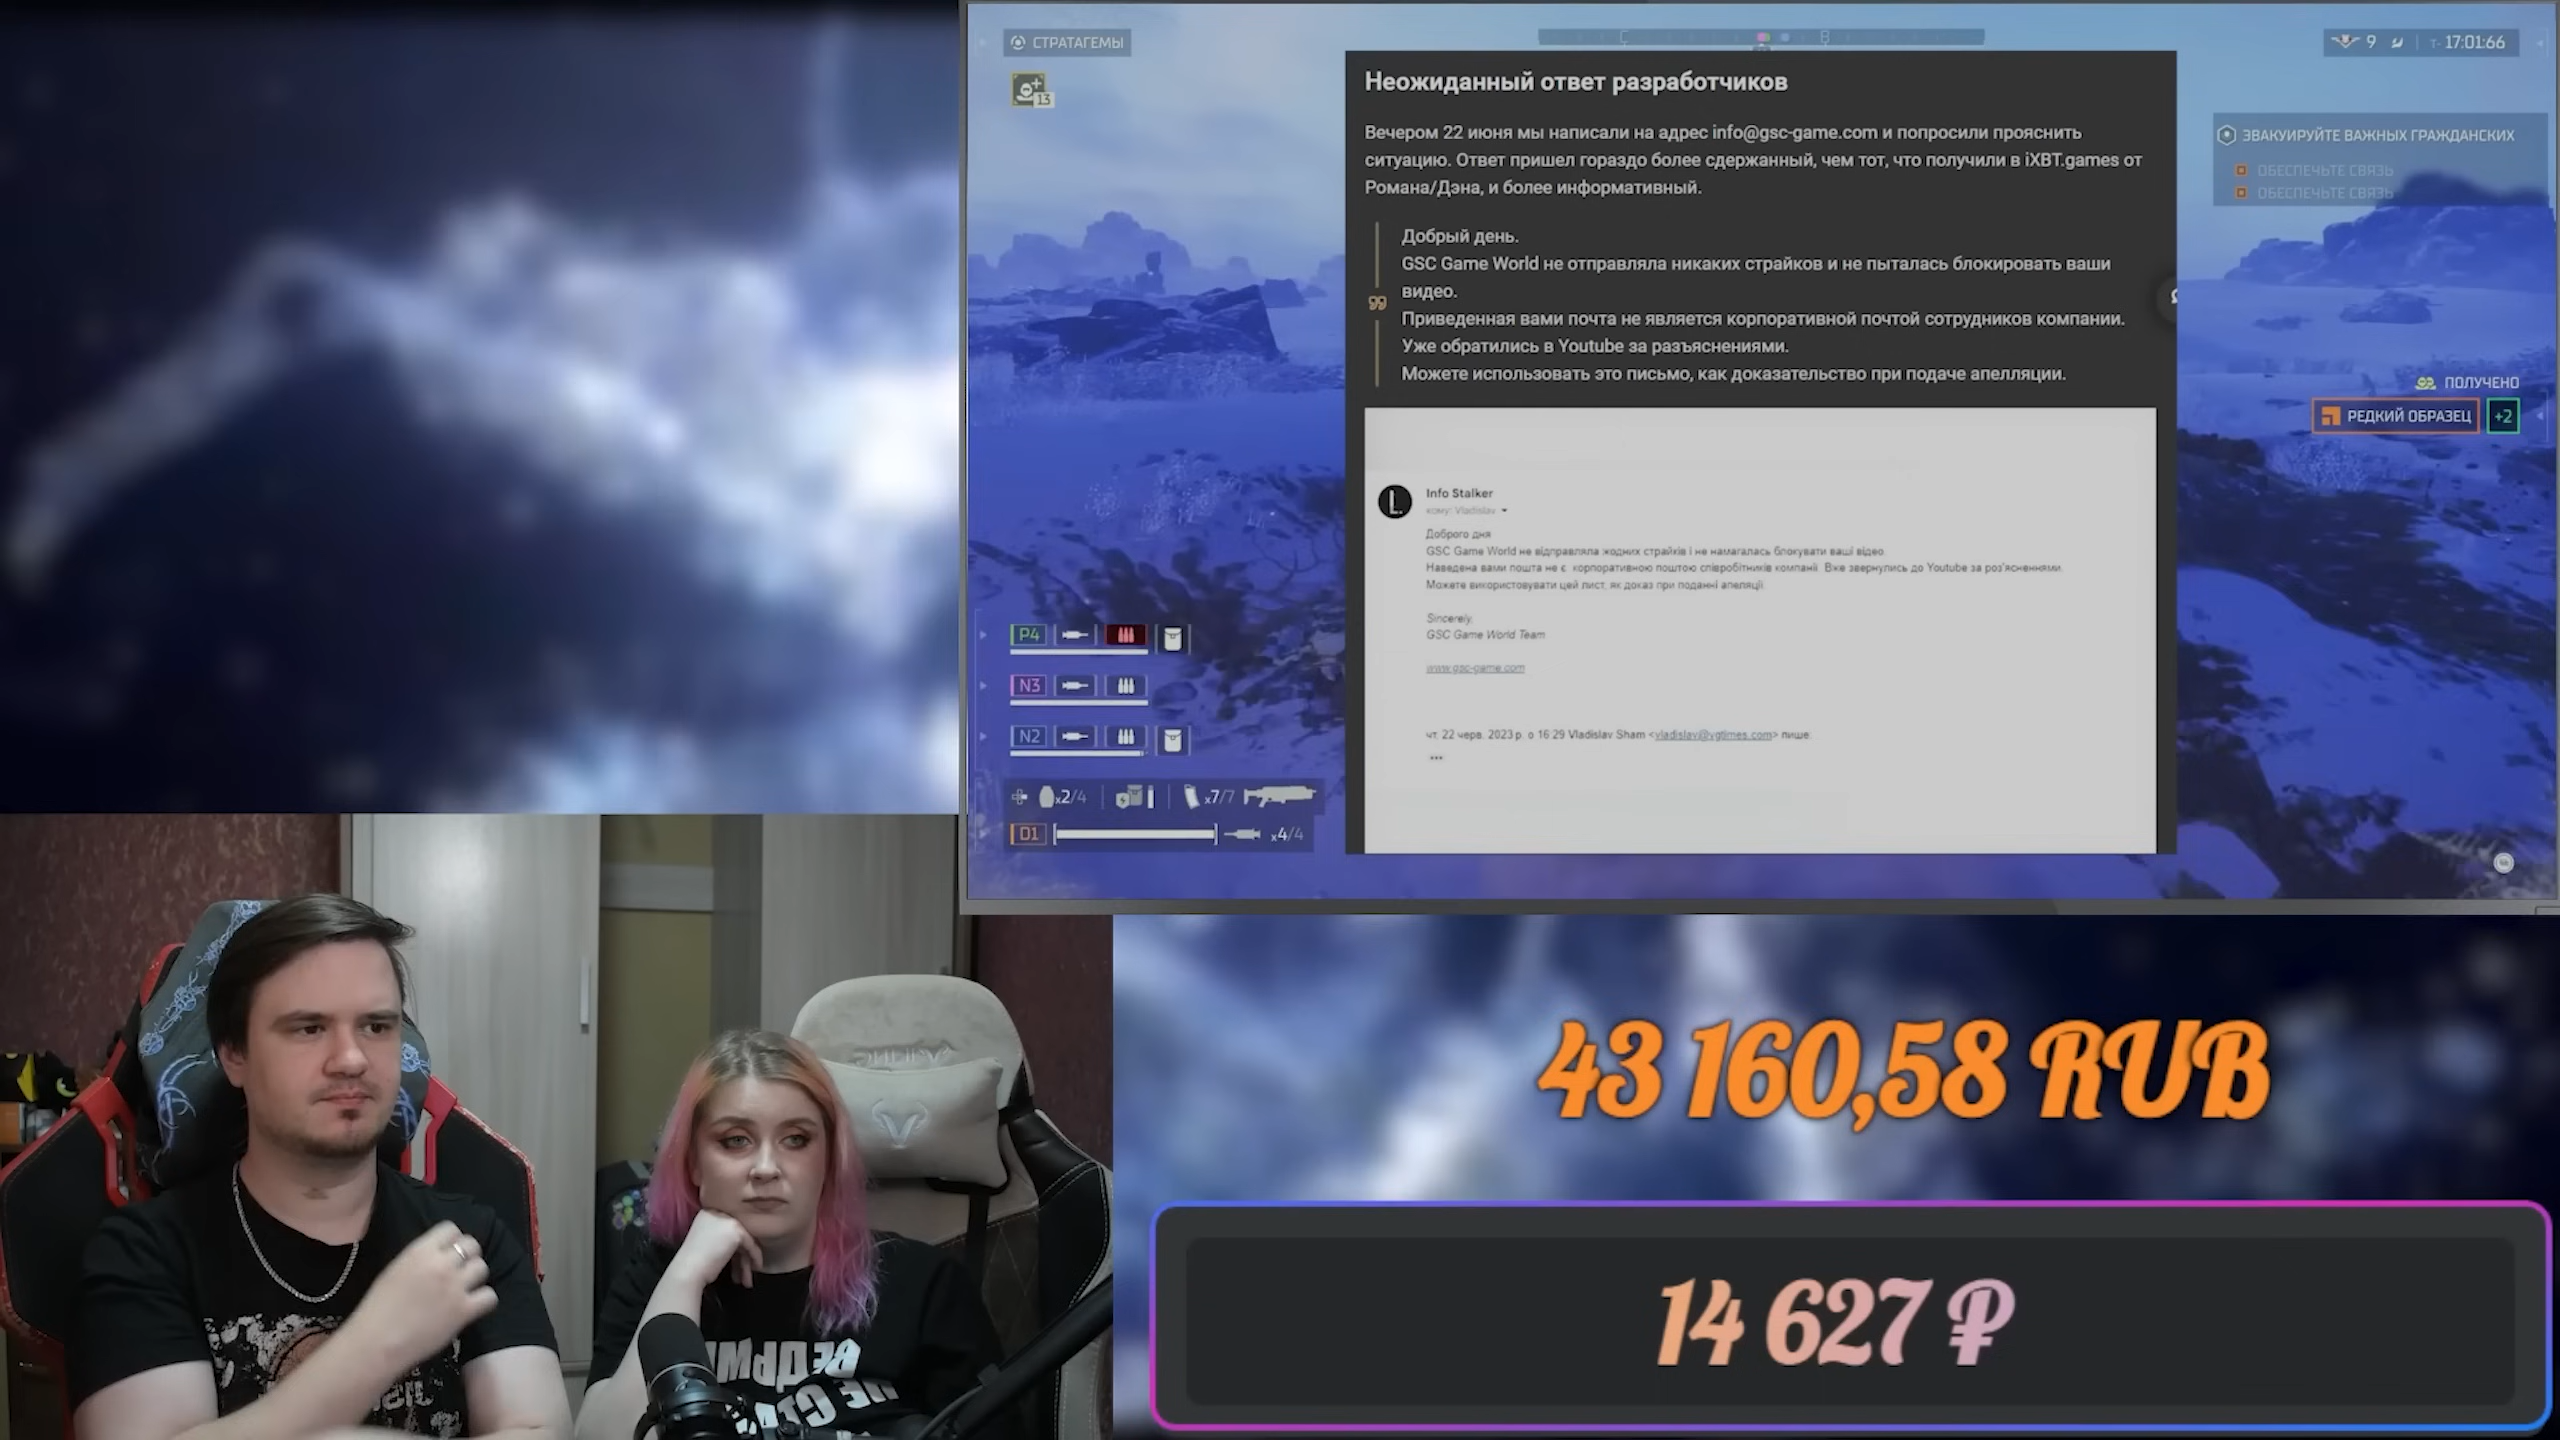 СТРАТАГЕМЫ
13
С
В
9
Т- 17:01:66
ЭВАКУИРУЙТЕ ВАЖНЫХ ГРАЖДАНСКИХ
ОБЕСПЕЧЬТЕ СВЯЗЬ
ОБЕСПЕЧЬТЕ СВЯЗЬ
ПОЛУЧЕНО
РЕДКИЙ ОБРАЗЕЦ +2
Неожиданный ответ разработчиков
Вечером 22 июня мы написали на адрес info@gsc-game.com и попросили прояснить
ситуацию. Ответ пришел гораздо более сдержанный, чем тот, что получили в iXBT.games от
Романа/Дэна, и более информативный.
Добрый день.
GSC Game World не отправляла никаких страйков и не пыталась блокировать ваши
видео.
Приведенная вами почта не является корпоративной почтой сотрудников компании.
Уже обратились в Youtube за разъяснениями.
Можете использовать это письмо, как доказательство при подаче апелляции.
Info Stalker
кому: Vladislav
Доброго дня
GSC Game World не відправляла жодних страйків і не намагалась блокувати ваші відео.
Наведена вами пошта не є корпоративною поштою співробітників компанії. Вже звернулись до Youtube за роз'ясненнями.
Можете використовувати цей лист, як доказ при поданні апеляції.
Sincerely,
GSC Game World Team
www.gsc-game.com
чт, 22 черв. 2023 р. о 16:29 Vladislav Sham <vladislav@vgtimes.com> пише:
P4
N3
N2
x2/4
x7/7
D1
x4/4
VIKING
ВЕДРЫМ
43 160,58 RUB
14 627 ₽